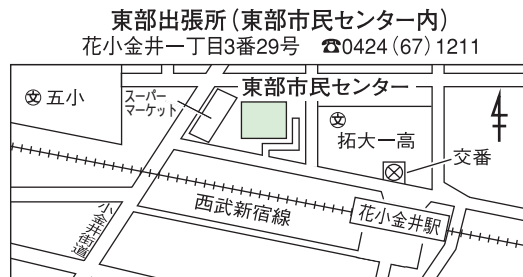 東部出張所（東部市民センター内）
花小金井一丁目3番29号　☎0424（67）1211
東部市民センター
文 五小
スーパー
マーケット
文
拓大一高
交番
西武新宿線
花小金井駅
小金井街道